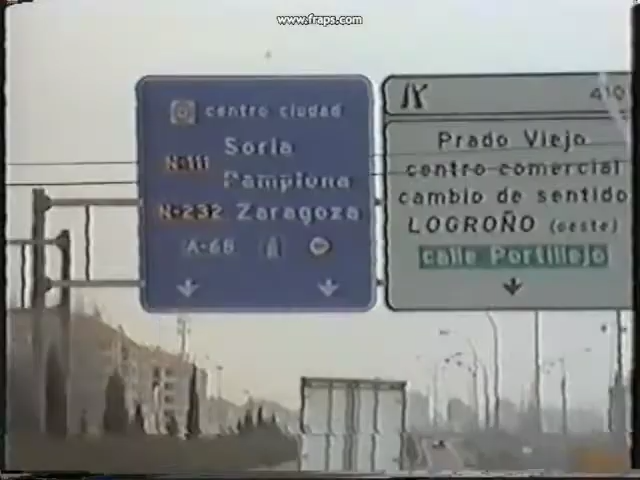 www.fraps.com
centro ciudad
Soria
N-111
Pamplona
N-232 Zaragoza
A-68
410
Prado Viejo
centro comercial
cambio de sentido
LOGROÑO (oeste)
calle Portillejo